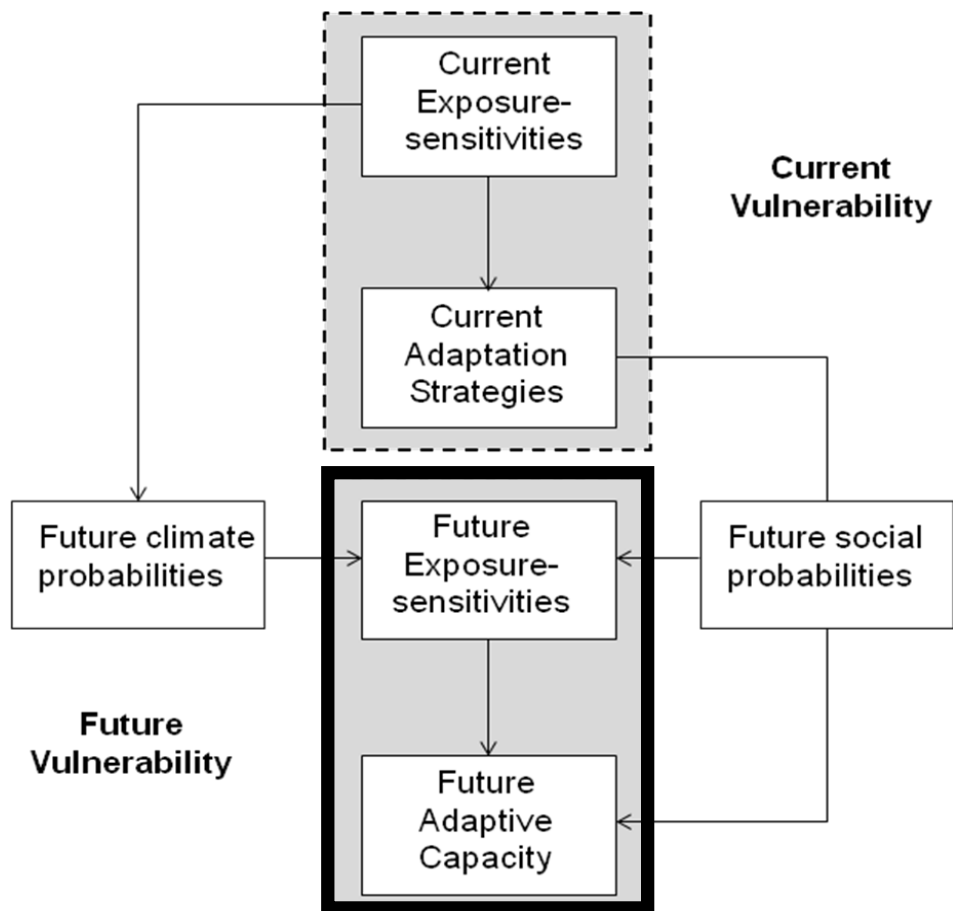 Current
Exposure-
sensitivities
Current
Vulnerability
Current
Adaptation
Strategies
Future climate
probabilities
Future
Exposure-
sensitivities
Future social
probabilities
Future
Vulnerability
Future
Adaptive
Capacity